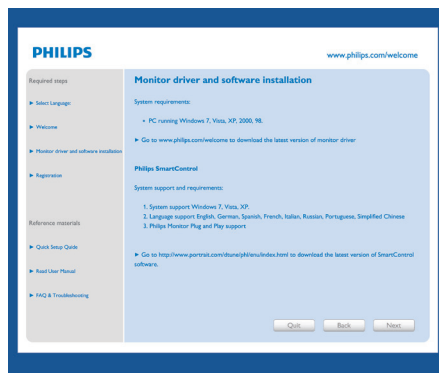 PHILIPS
www.philips.com/welcome
Required steps
▶ Select Language
▶ Welcome
▶ Monitor driver and software installation
▶ Registration
Reference materials
▶ Quick Setup Quide
▶ Read User Manual
▶ FAQ & Troubleshooting
Monitor driver and software installation
System requirements:
• PC running Windows 7, Vista, XP, 2000, 98.
▶ Go to www.philips.com/welcome to download the latest version of monitor driver
Philips SmartControl
System support and requirements:
1. System support Windows 7, Vista, XP.
2. Language support English, German, Spanish, French, Italian, Russian, Portuguese, Simplified Chinese
3. Philips Monitor Plug and Play support
▶ Go to http://www.portrait.com/dtune/phl/enu/index.html to download the latest version of SmartControl
software.
Quit Back Next